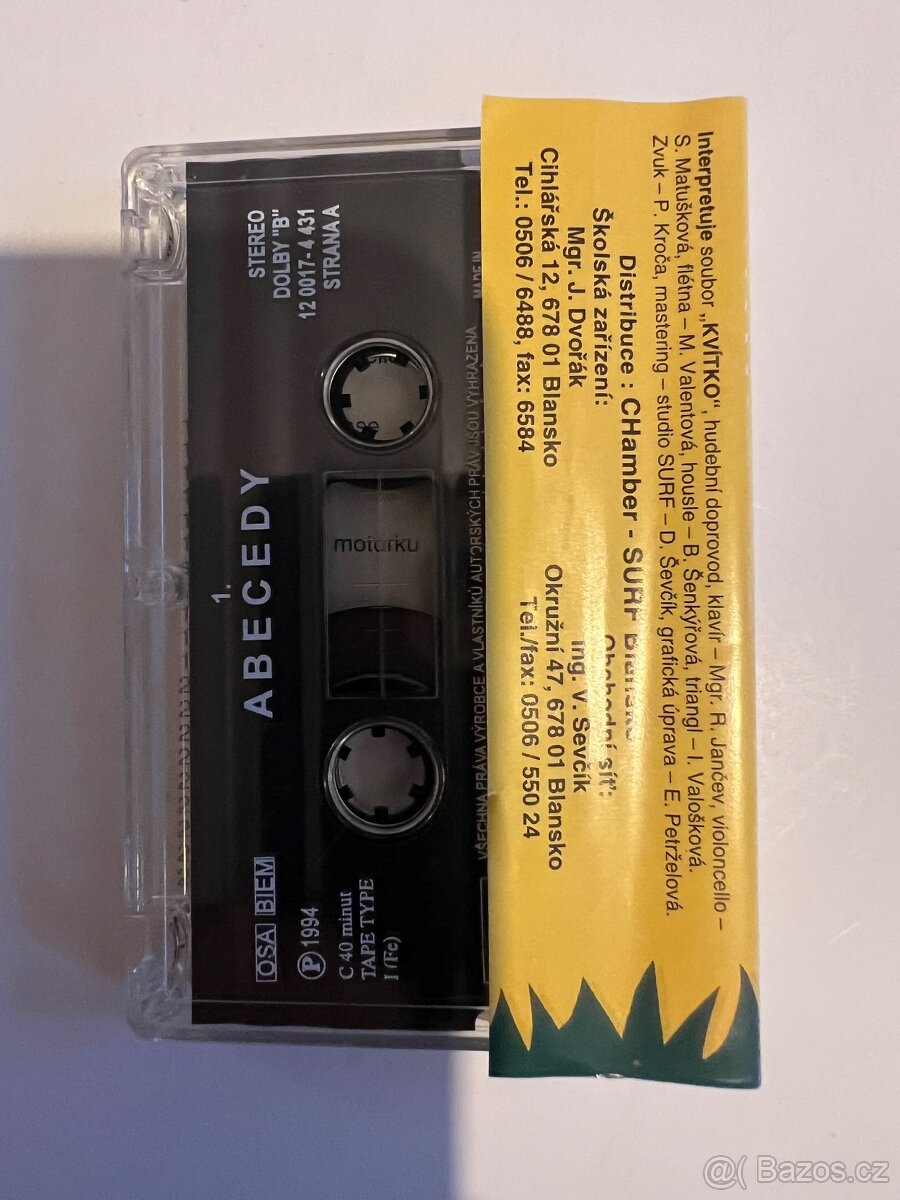 STEREO
DOLBY "B"
12 0017- 4 431
STRANA A
1.
ABECEDY
OSA BIEM
P 1994
C 40 minut
TAPE TYPE
I (Fe)
motorku
MADE IN
VŠECHNA PRÁVA VÝROBCE A VLASTNÍKŮ AUTORSKÝCH PRÁV JSOU VYHRAZENA
Interpretuje soubor „KVÍTKO“, hudební doprovod, klavír – Mgr. R. Jančev, violoncello –
S. Matušková, flétna – M. Valentová, housle – B. Šenkýřová, triangl – I. Valošková.
Zvuk – P. Kroča, mastering – studio SURF – D. Ševčík, grafická úprava – E. Petrželová.
Distribuce : CHamber - SURF Blansko
Školská zařízení:
Mgr. J. Dvořák
Cihlářská 12, 678 01 Blansko
Tel.: 0506 / 6488, fax: 6584
Obchodní síť:
Ing. V. Ševčík
Okružní 47, 678 01 Blansko
Tel./fax: 0506 / 550 24
@( Bazos.cz